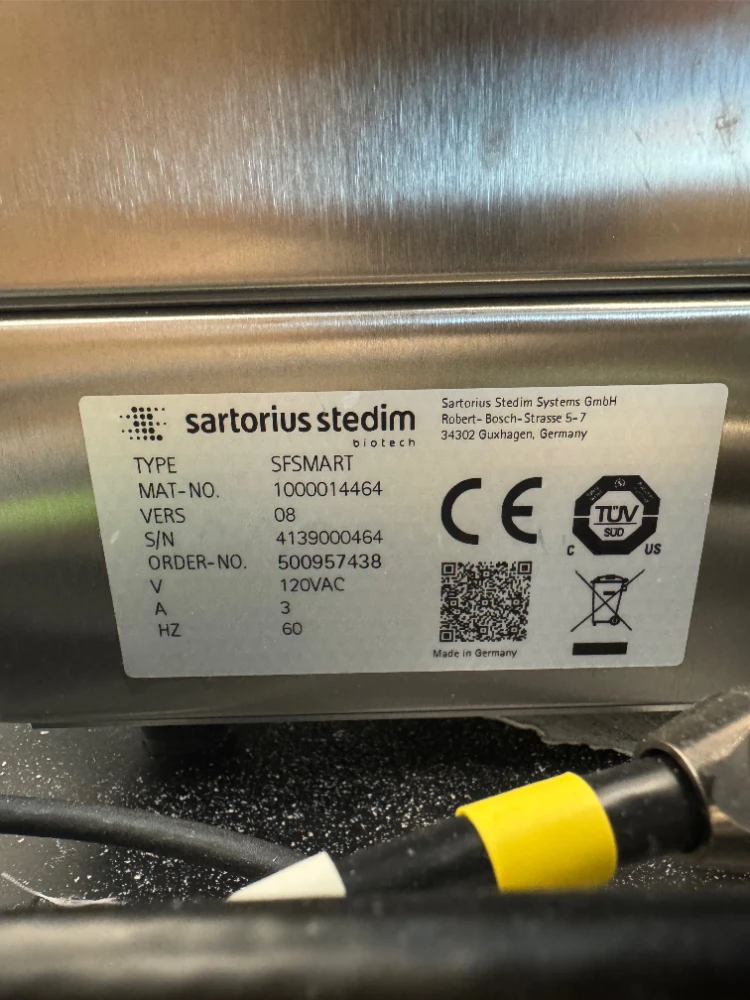 sartorius stedim
biotech
Sartorius Stedim Systems GmbH
Robert-Bosch-Strasse 5-7
34302 Guxhagen, Germany
TYPE SFSMART
MAT-NO. 1000014464
VERS 08
S/N 4139000464
ORDER-NO. 500957438
V 120VAC
A 3
HZ 60
CE
TÜV
SÜD
C US
Made in Germany